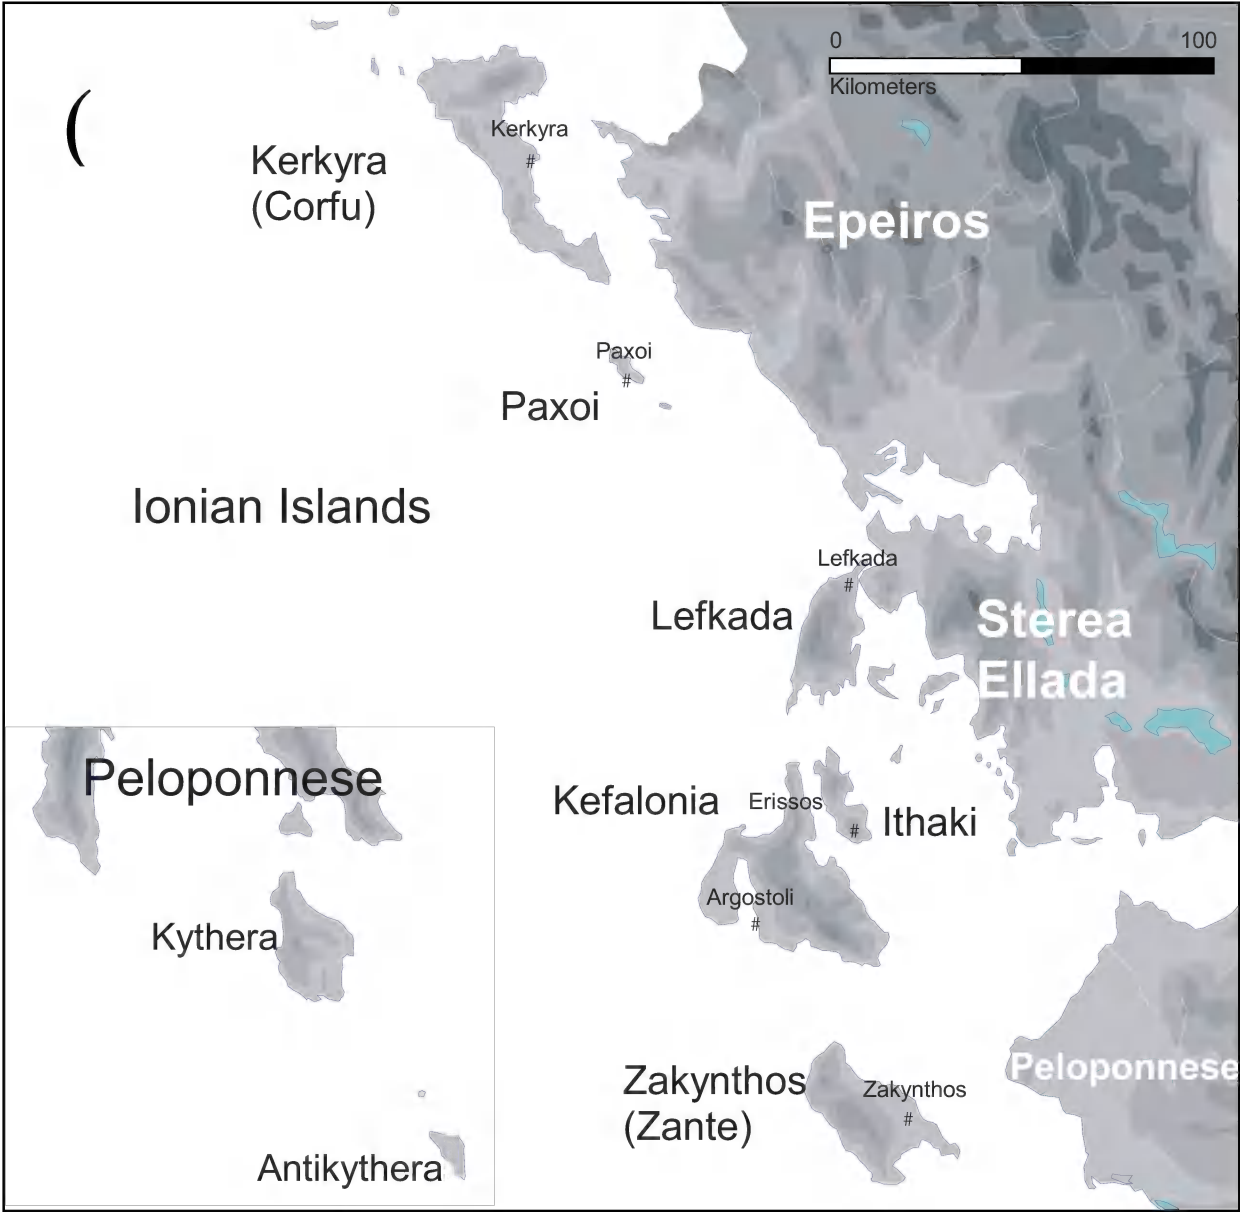 0 100
Kilometers
(
Kerkyra
#
Kerkyra
(Corfu)
Epeiros
Paxoi
#
Paxoi
Ionian Islands
Lefkada
#
Lefkada
Sterea
Ellada
Peloponnese
Kefalonia
Erissos
#
Ithaki
Argostoli
#
Kythera
Peloponnese
Zakynthos
(Zante)
Zakynthos
#
Antikythera